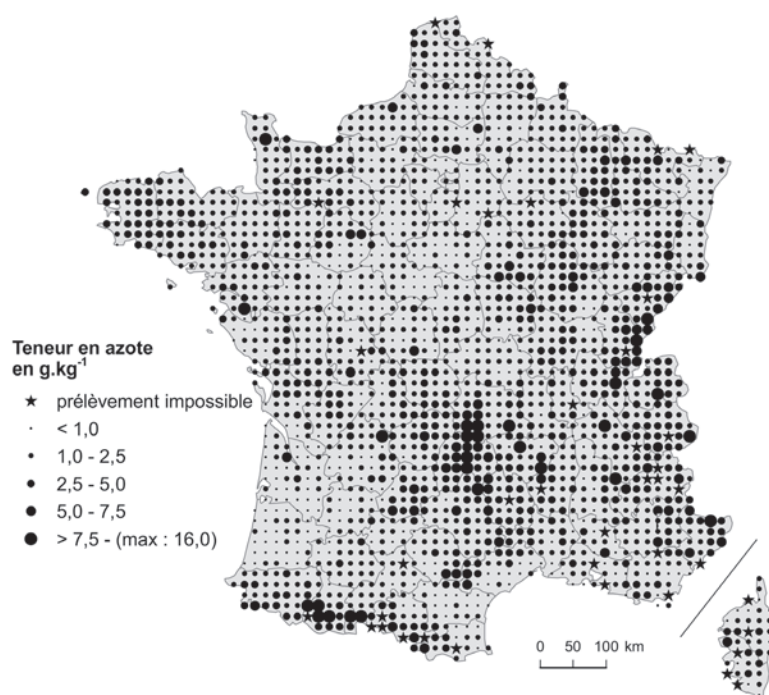 Teneur en azote
en g.kg⁻¹
★ prélèvement impossible
< 1,0
1,0 - 2,5
2,5 - 5,0
5,0 - 7,5
> 7,5 - (max : 16,0)
0 50 100 km